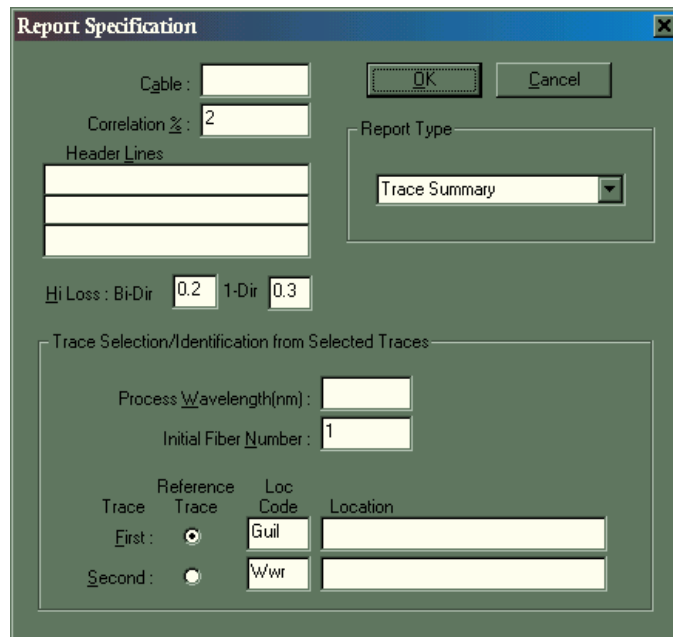 Report Specification
Cable :
OK
Cancel
Correlation % : 2
Report Type
Header Lines
Trace Summary
Hi Loss : Bi-Dir 0.2 1-Dir 0.3
Trace Selection/Identification from Selected Traces
Process Wavelength(nm) :
Initial Fiber Number : 1
Trace Reference Trace Loc Code Location
First : Guil
Second : Wwr